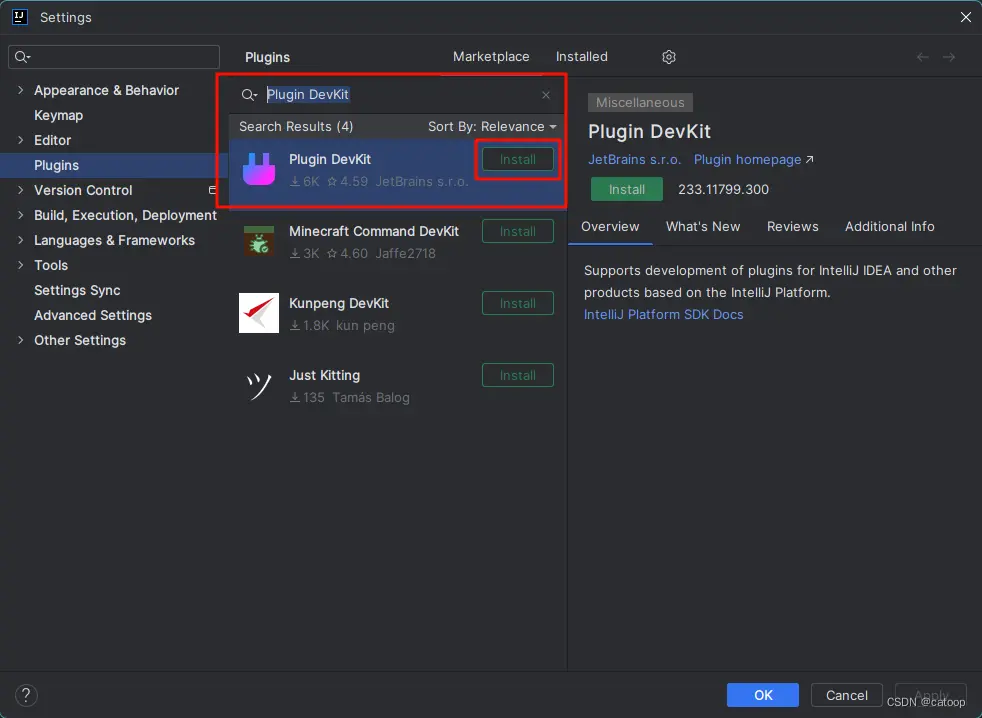 Settings
Plugins
Marketplace Installed
Appearance & Behavior
Keymap
Editor
Plugins
Version Control
Build, Execution, Deployment
Languages & Frameworks
Tools
Settings Sync
Advanced Settings
Other Settings
Plugin DevKit
Search Results (4) Sort By: Relevance
Plugin DevKit Install
6K 4.59 JetBrains s.r.o.
Minecraft Command DevKit Install
3K 4.60 Jaffe2718
Kunpeng DevKit Install
1.8K kun peng
Just Kitting Install
135 Tamás Balog
Miscellaneous
Plugin DevKit
JetBrains s.r.o. Plugin homepage ↗
Install 233.11799.300
Overview What's New Reviews Additional Info
Supports development of plugins for IntelliJ IDEA and other
products based on the IntelliJ Platform.
IntelliJ Platform SDK Docs
? OK Cancel Apply
CSDN @catoop